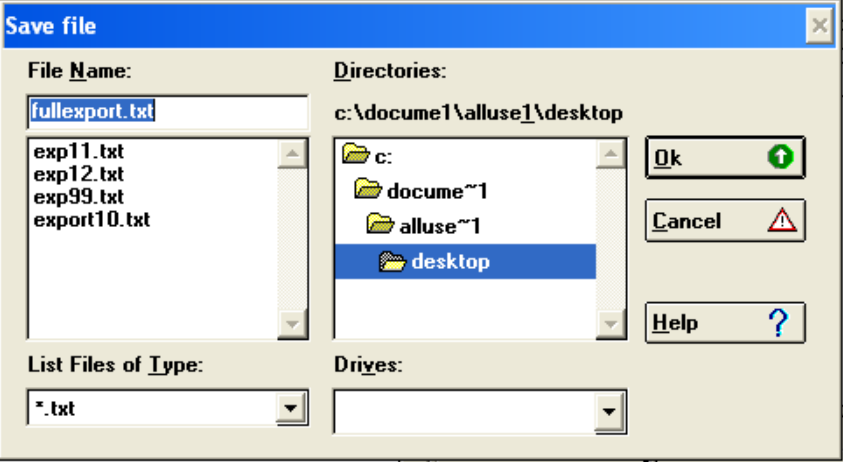 Save file
File Name:
fullexport.txt
exp11.txt
exp12.txt
exp99.txt
export10.txt
List Files of Type:
*.txt
Directories:
c:\docume1\alluse1\desktop
c:
docume~1
alluse~1
desktop
Drives:
Ok
Cancel
Help